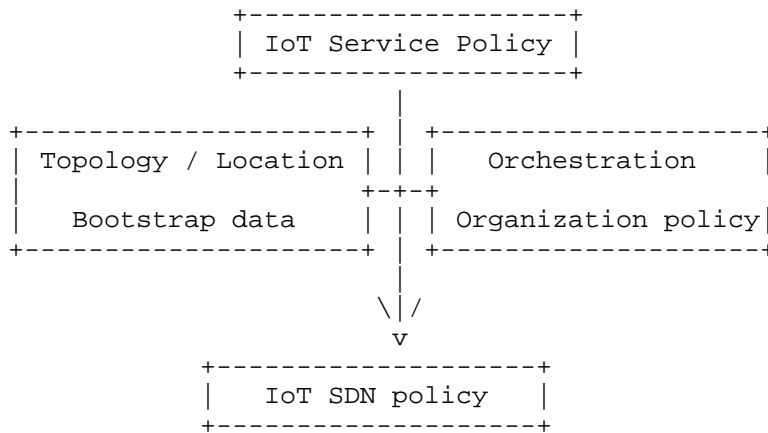 IoT Service Policy
Topology / Location Orchestration
Bootstrap data Organization policy
IoT SDN policy